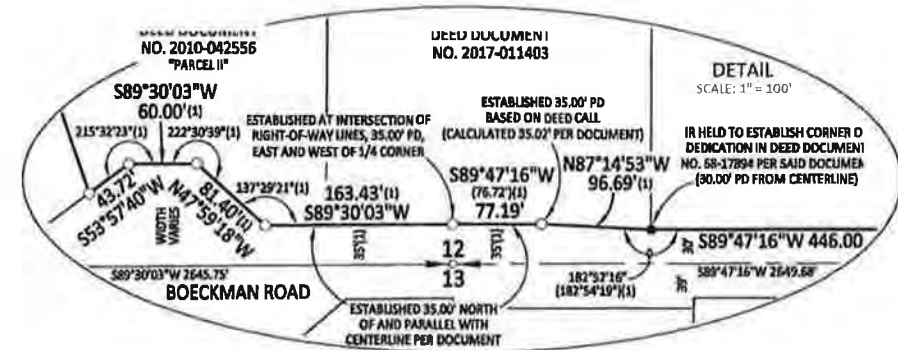 DEED DOCUMENT
NO. 2010-042556
"PARCEL II"
S89°30'03"W
60.00'(1)
215°32'23"(1)
222°30'39"(1)
43.72'
S53°57'40"W
WIDTH
VARIES
81.40'(1)
N47°59'18"W
137°29'21"(1)
163.43'(1)
S89°30'03"W
DEED DOCUMENT
NO. 2017-011403
ESTABLISHED AT INTERSECTION OF
RIGHT-OF-WAY LINES, 35.00' PD,
EAST AND WEST OF 1/4 CORNER
ESTABLISHED 35.00' PD
BASED ON DEED CALL
(CALCULATED 35.02' PER DOCUMENT)
S89°47'16"W
(76.72')(1)
77.19'
N87°14'53"W
96.69'(1)
DETAIL
SCALE: 1" = 100'
IR HELD TO ESTABLISH CORNER O
DEDICATION IN DEED DOCUMENT
NO. 68-17894 PER SAID DOCUMEN
(30.00' PD FROM CENTERLINE)
35'(1)
12
13
35'(1)
30'
S89°47'16"W 446.00
S89°30'03"W 2645.75'
182°57'16"
(182°54'19")(1)
S89°47'16"W 2649.68'
BOECKMAN ROAD
ESTABLISHED 35.00' NORTH
OF AND PARALLEL WITH
CENTERLINE PER DOCUMENT